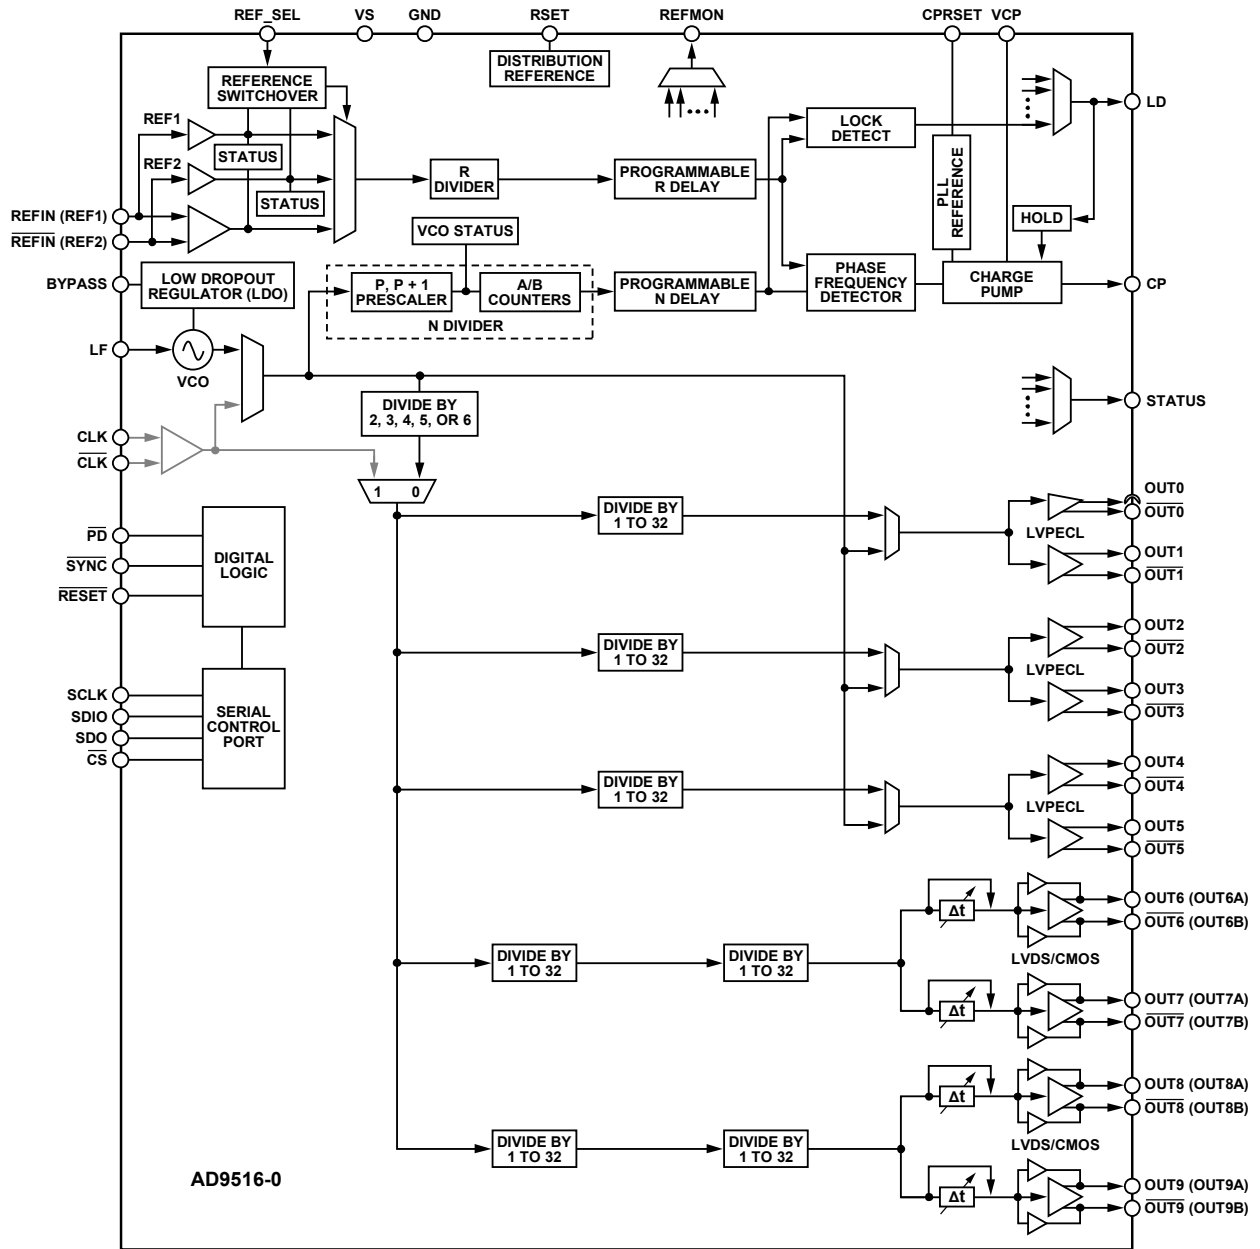 REF_SEL
VS
GND
RSET
REFMON
CPRSET
VCP
DISTRIBUTION
REFERENCE
REFERENCE
SWITCHOVER
REF1
STATUS
REF2
STATUS
R
DIVIDER
PROGRAMMABLE
R DELAY
LOCK
DETECT
LD
PLL
REFERENCE
HOLD
REFIN (REF1)
REFIN (REF2)
VCO STATUS
BYPASS
LOW DROPOUT
REGULATOR (LDO)
P, P + 1
PRESCALER
A/B
COUNTERS
N DIVIDER
PROGRAMMABLE
N DELAY
PHASE
FREQUENCY
DETECTOR
CHARGE
PUMP
CP
LF
VCO
DIVIDE BY
2, 3, 4, 5, OR 6
STATUS
CLK
CLK
1 0
DIVIDE BY
1 TO 32
LVPECL
OUT0
OUT0
OUT1
OUT1
PD
SYNC
RESET
DIGITAL
LOGIC
DIVIDE BY
1 TO 32
LVPECL
OUT2
OUT2
OUT3
OUT3
SCLK
SDIO
SDO
CS
SERIAL
CONTROL
PORT
DIVIDE BY
1 TO 32
LVPECL
OUT4
OUT4
OUT5
OUT5
DIVIDE BY
1 TO 32
DIVIDE BY
1 TO 32
Δt
OUT6 (OUT6A)
OUT6 (OUT6B)
LVDS/CMOS
Δt
OUT7 (OUT7A)
OUT7 (OUT7B)
DIVIDE BY
1 TO 32
DIVIDE BY
1 TO 32
Δt
OUT8 (OUT8A)
OUT8 (OUT8B)
LVDS/CMOS
Δt
OUT9 (OUT9A)
OUT9 (OUT9B)
AD9516-0